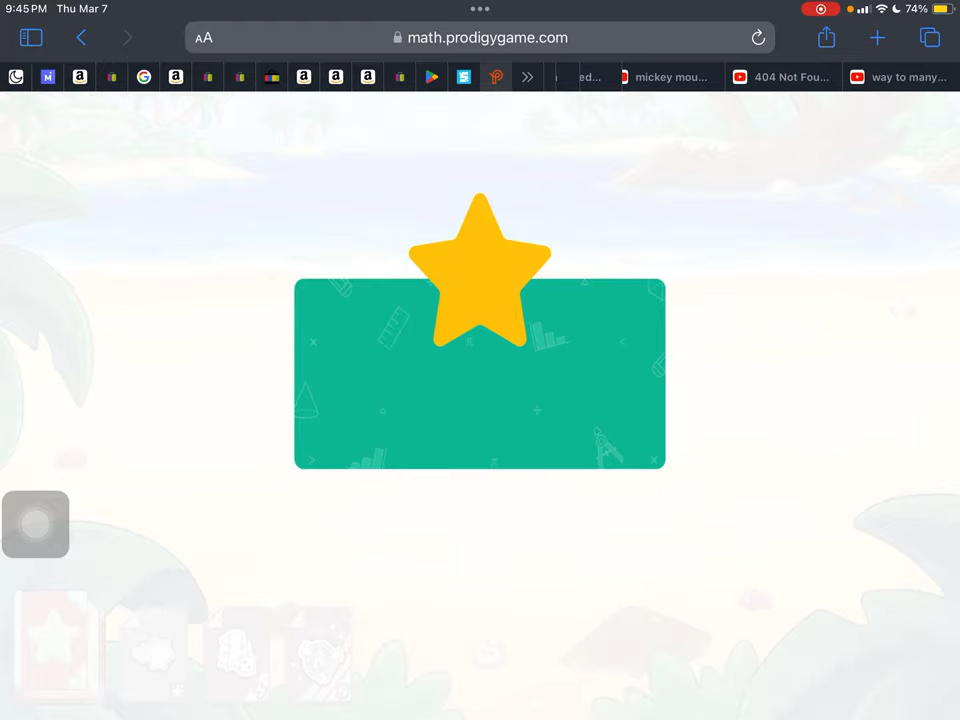 9:45 PM Thu Mar 7
74%
AA
math.prodigygame.com
ed...
mickey mou...
404 Not Fou...
way to many...